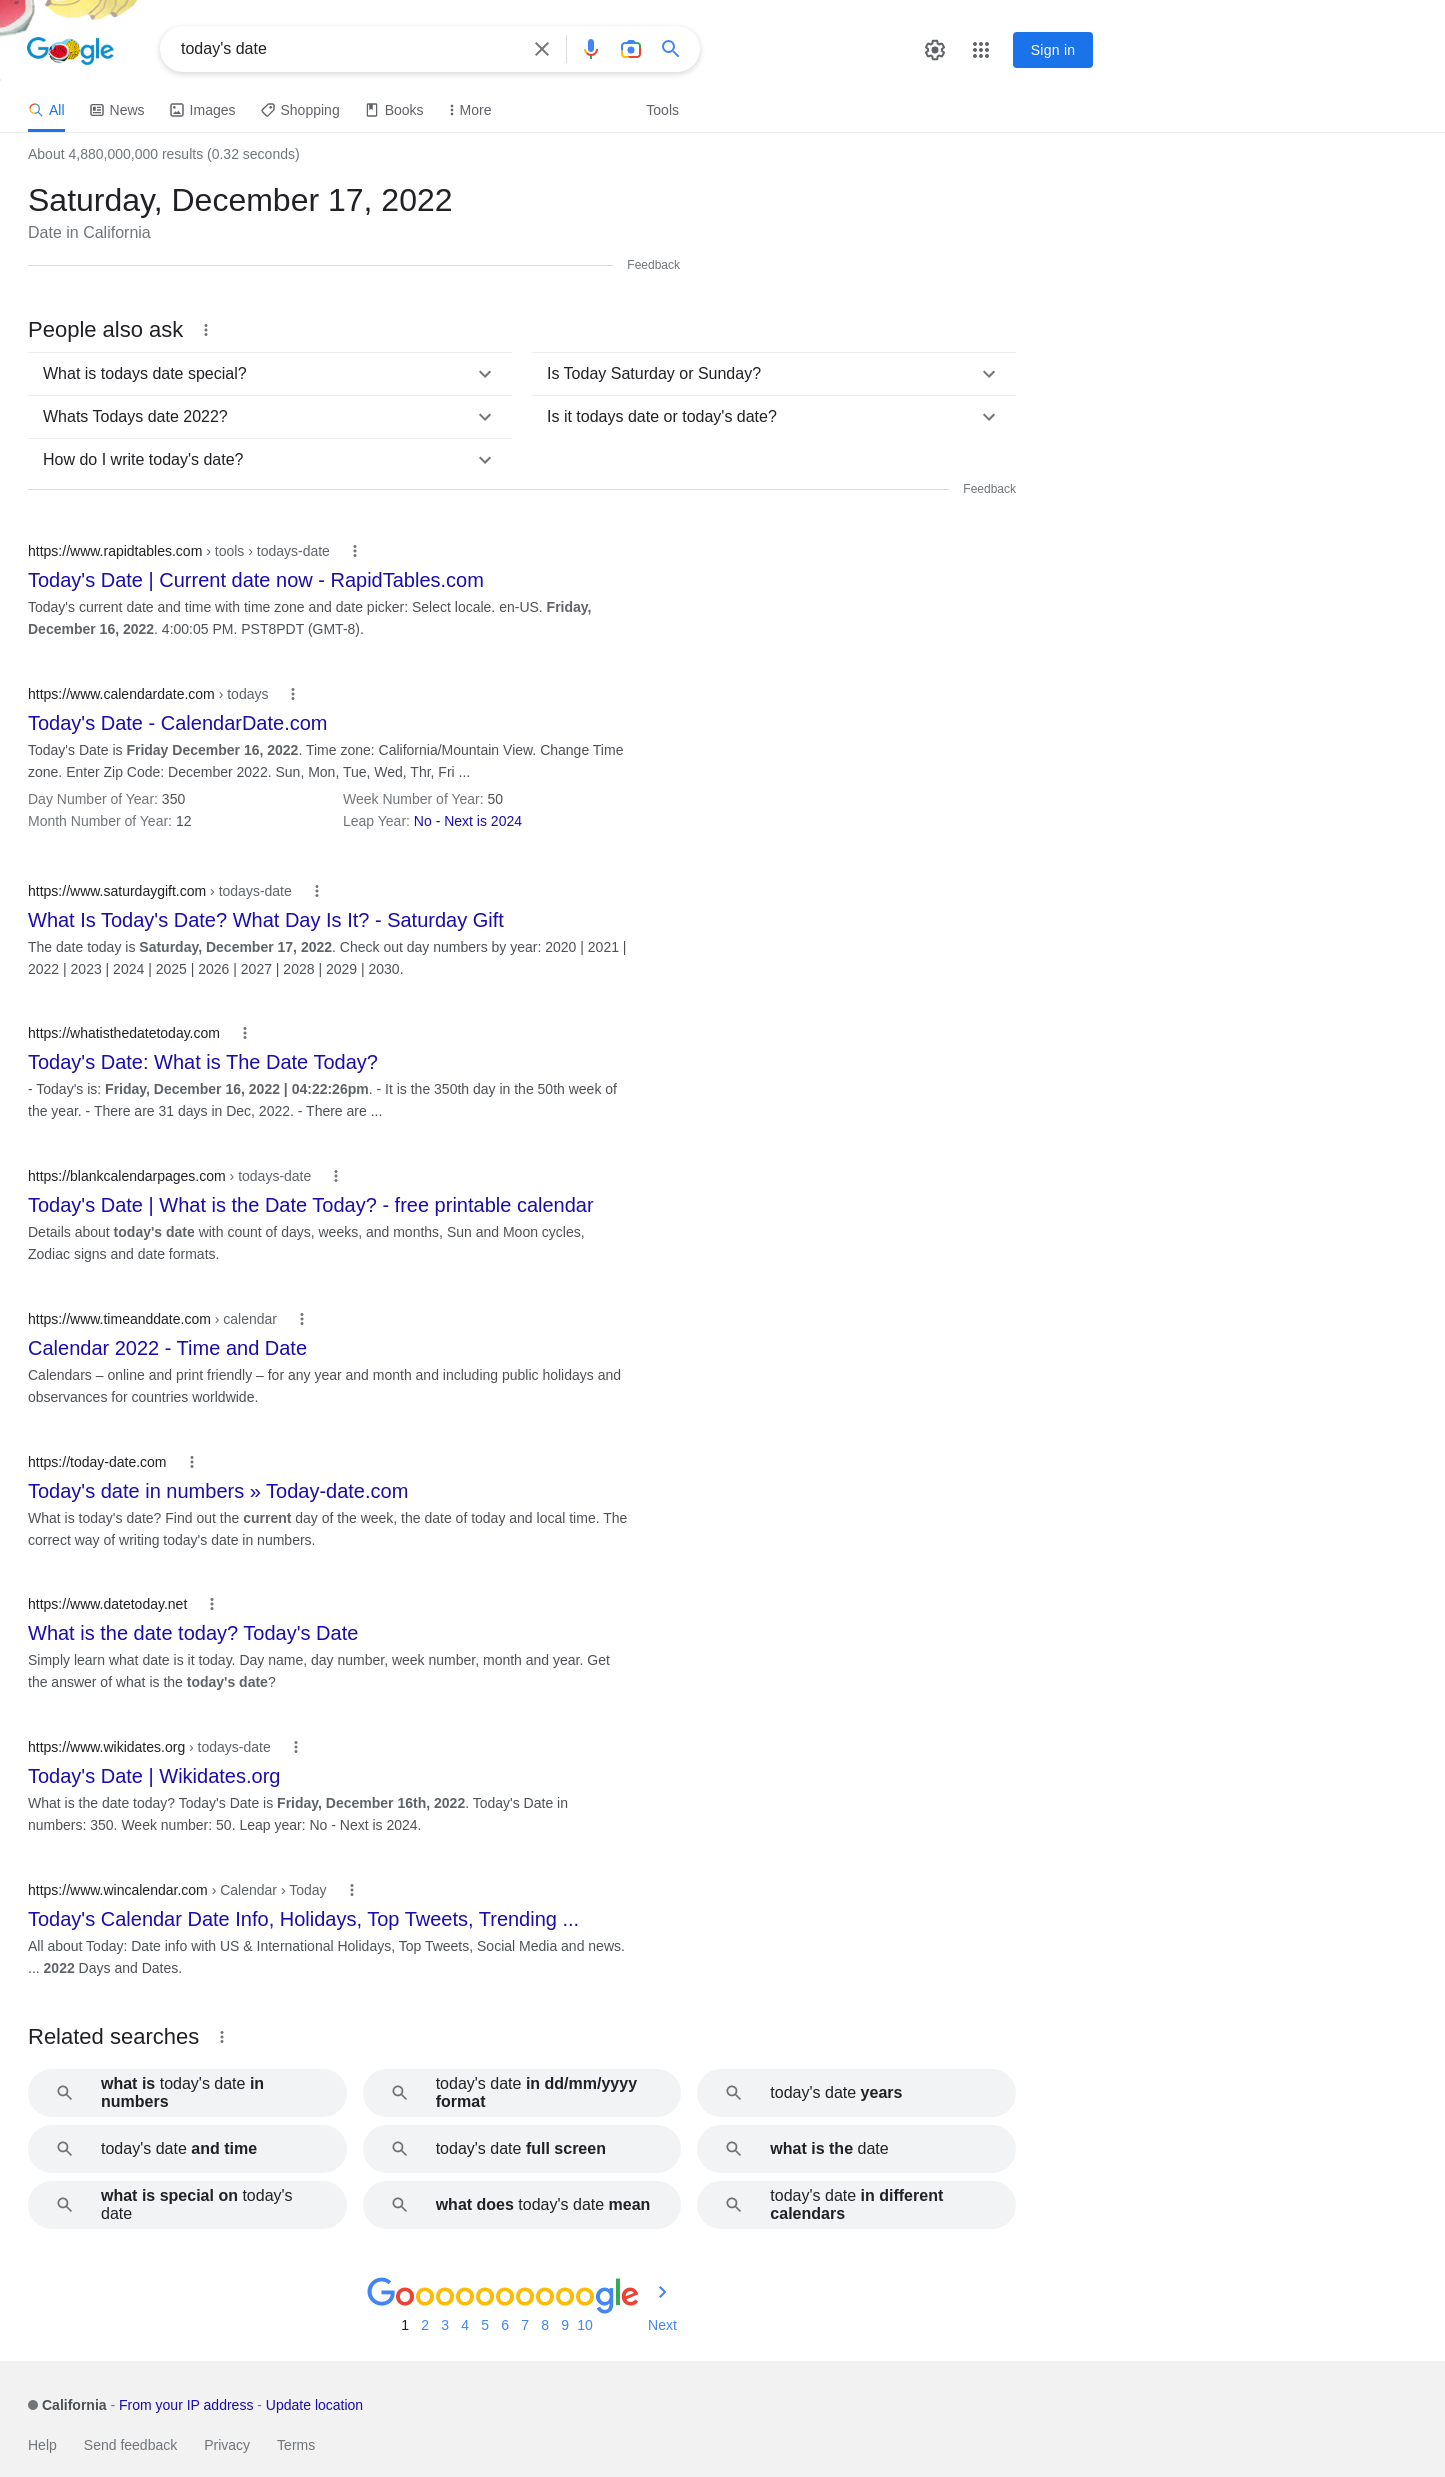 Google
today's date
Sign in
All News Images Shopping Books More Tools
About 4,880,000,000 results (0.32 seconds)
Saturday, December 17, 2022
Date in California
Feedback
People also ask
What is todays date special?
Is Today Saturday or Sunday?
Whats Todays date 2022?
Is it todays date or today's date?
How do I write today's date?
Feedback
https://www.rapidtables.com › tools › todays-date
Today's Date | Current date now - RapidTables.com
Today's current date and time with time zone and date picker: Select locale. en-US. Friday,
December 16, 2022. 4:00:05 PM. PST8PDT (GMT-8).
https://www.calendardate.com › todays
Today's Date - CalendarDate.com
Today's Date is Friday December 16, 2022. Time zone: California/Mountain View. Change Time
zone. Enter Zip Code: December 2022. Sun, Mon, Tue, Wed, Thr, Fri ...
Day Number of Year: 350 Week Number of Year: 50
Month Number of Year: 12 Leap Year: No - Next is 2024
https://www.saturdaygift.com › todays-date
What Is Today's Date? What Day Is It? - Saturday Gift
The date today is Saturday, December 17, 2022. Check out day numbers by year: 2020 | 2021 |
2022 | 2023 | 2024 | 2025 | 2026 | 2027 | 2028 | 2029 | 2030.
https://whatisthedatetoday.com
Today's Date: What is The Date Today?
- Today's is: Friday, December 16, 2022 | 04:22:26pm. - It is the 350th day in the 50th week of
the year. - There are 31 days in Dec, 2022. - There are ...
https://blankcalendarpages.com › todays-date
Today's Date | What is the Date Today? - free printable calendar
Details about today's date with count of days, weeks, and months, Sun and Moon cycles,
Zodiac signs and date formats.
https://www.timeanddate.com › calendar
Calendar 2022 - Time and Date
Calendars – online and print friendly – for any year and month and including public holidays and
observances for countries worldwide.
https://today-date.com
Today's date in numbers » Today-date.com
What is today's date? Find out the current day of the week, the date of today and local time. The
correct way of writing today's date in numbers.
https://www.datetoday.net
What is the date today? Today's Date
Simply learn what date is it today. Day name, day number, week number, month and year. Get
the answer of what is the today's date?
https://www.wikidates.org › todays-date
Today's Date | Wikidates.org
What is the date today? Today's Date is Friday, December 16th, 2022. Today's Date in
numbers: 350. Week number: 50. Leap year: No - Next is 2024.
https://www.wincalendar.com › Calendar › Today
Today's Calendar Date Info, Holidays, Top Tweets, Trending ...
All about Today: Date info with US & International Holidays, Top Tweets, Social Media and news.
... 2022 Days and Dates.
Related searches
what is today's date in
numbers
today's date in dd/mm/yyyy
format
today's date years
today's date and time
today's date full screen
what is the date
what is special on today's
date
what does today's date mean
today's date in different
calendars
Goooooooooogle
1 2 3 4 5 6 7 8 9 10 Next
California - From your IP address - Update location
Help Send feedback Privacy Terms